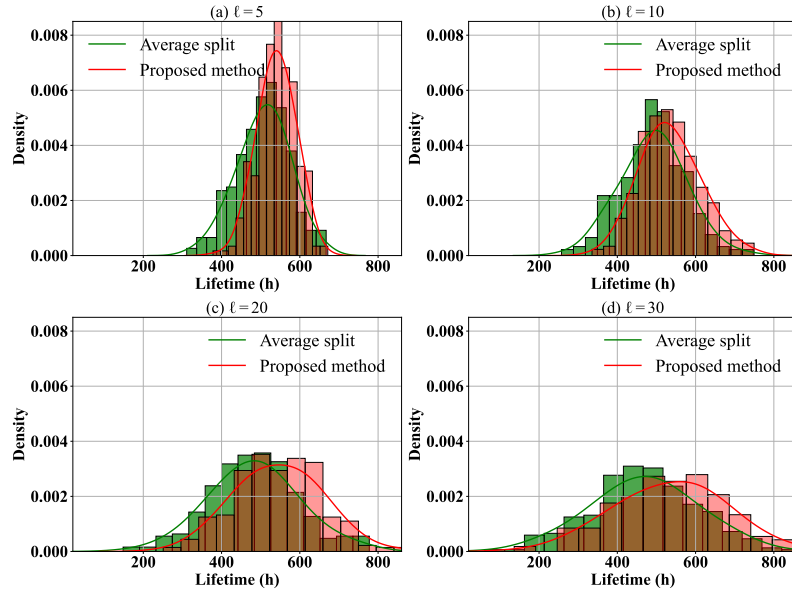 (a) ℓ = 5
0.008
0.006
0.004
0.002
0.000
Density
Average split
Proposed method
200
400
600
800
Lifetime (h)
(b) ℓ = 10
0.008
0.006
0.004
0.002
0.000
Density
Average split
Proposed method
200
400
600
800
Lifetime (h)
(c) ℓ = 20
0.008
0.006
0.004
0.002
0.000
Density
Average split
Proposed method
200
400
600
800
Lifetime (h)
(d) ℓ = 30
0.008
0.006
0.004
0.002
0.000
Density
Average split
Proposed method
200
400
600
800
Lifetime (h)